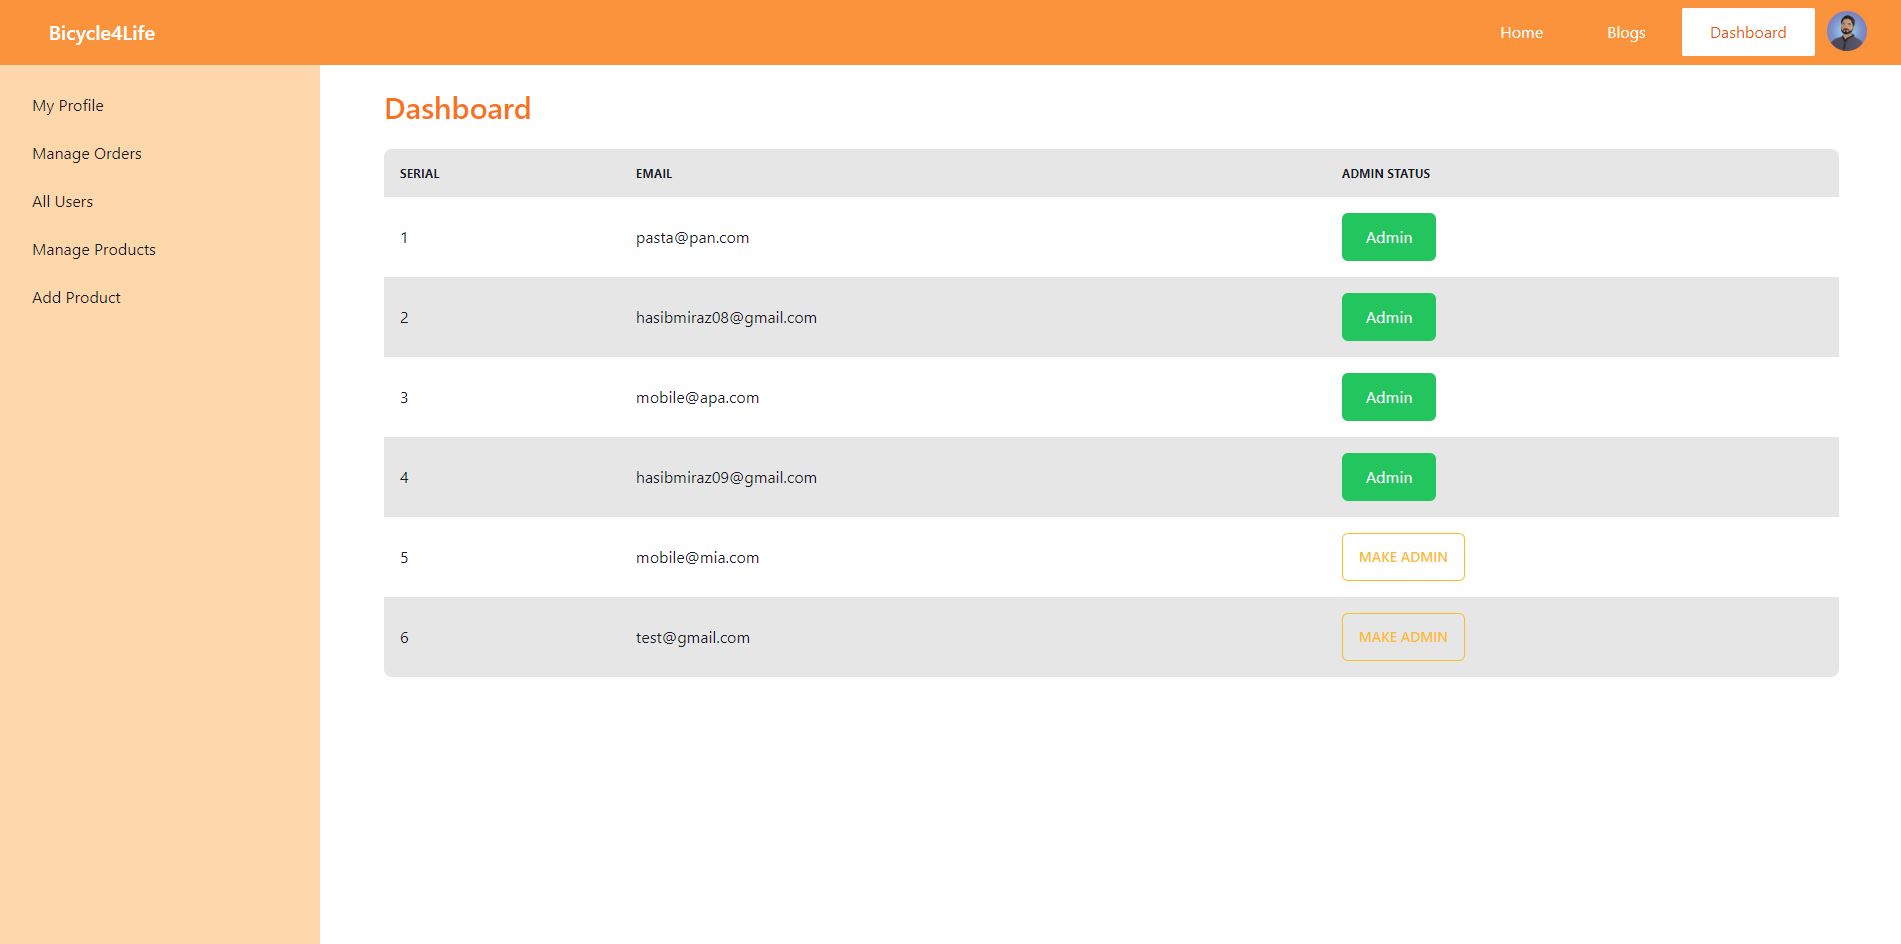 Bicycle4Life Home Blogs Dashboard
My Profile
Manage Orders
All Users
Manage Products
Add Product
Dashboard
SERIAL EMAIL ADMIN STATUS
1 pasta@pan.com Admin
2 hasibmiraz08@gmail.com Admin
3 mobile@apa.com Admin
4 hasibmiraz09@gmail.com Admin
5 mobile@mia.com MAKE ADMIN
6 test@gmail.com MAKE ADMIN